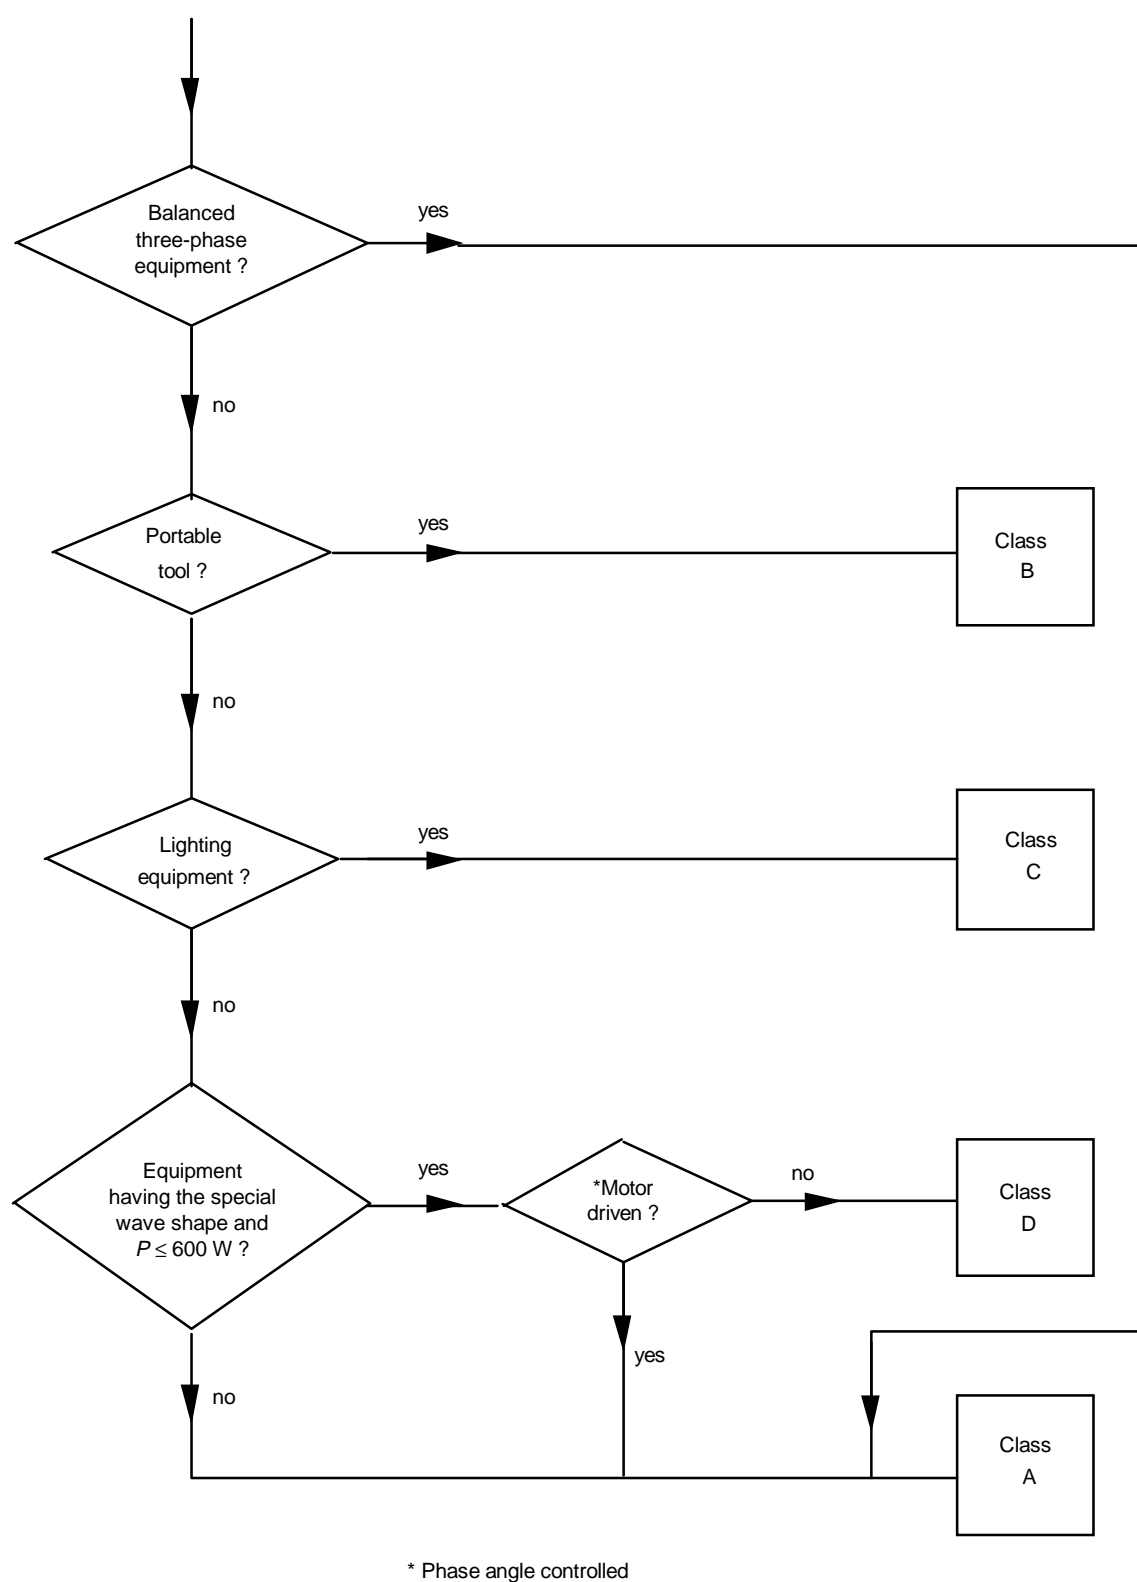 Balanced
three-phase
equipment ?
yes
no
Portable
tool ?
yes
Class
B
no
Lighting
equipment ?
yes
Class
C
no
Equipment
having the special
wave shape and
P ≤ 600 W ?
yes
*Motor
driven ?
no
Class
D
yes
no
Class
A
* Phase angle controlled